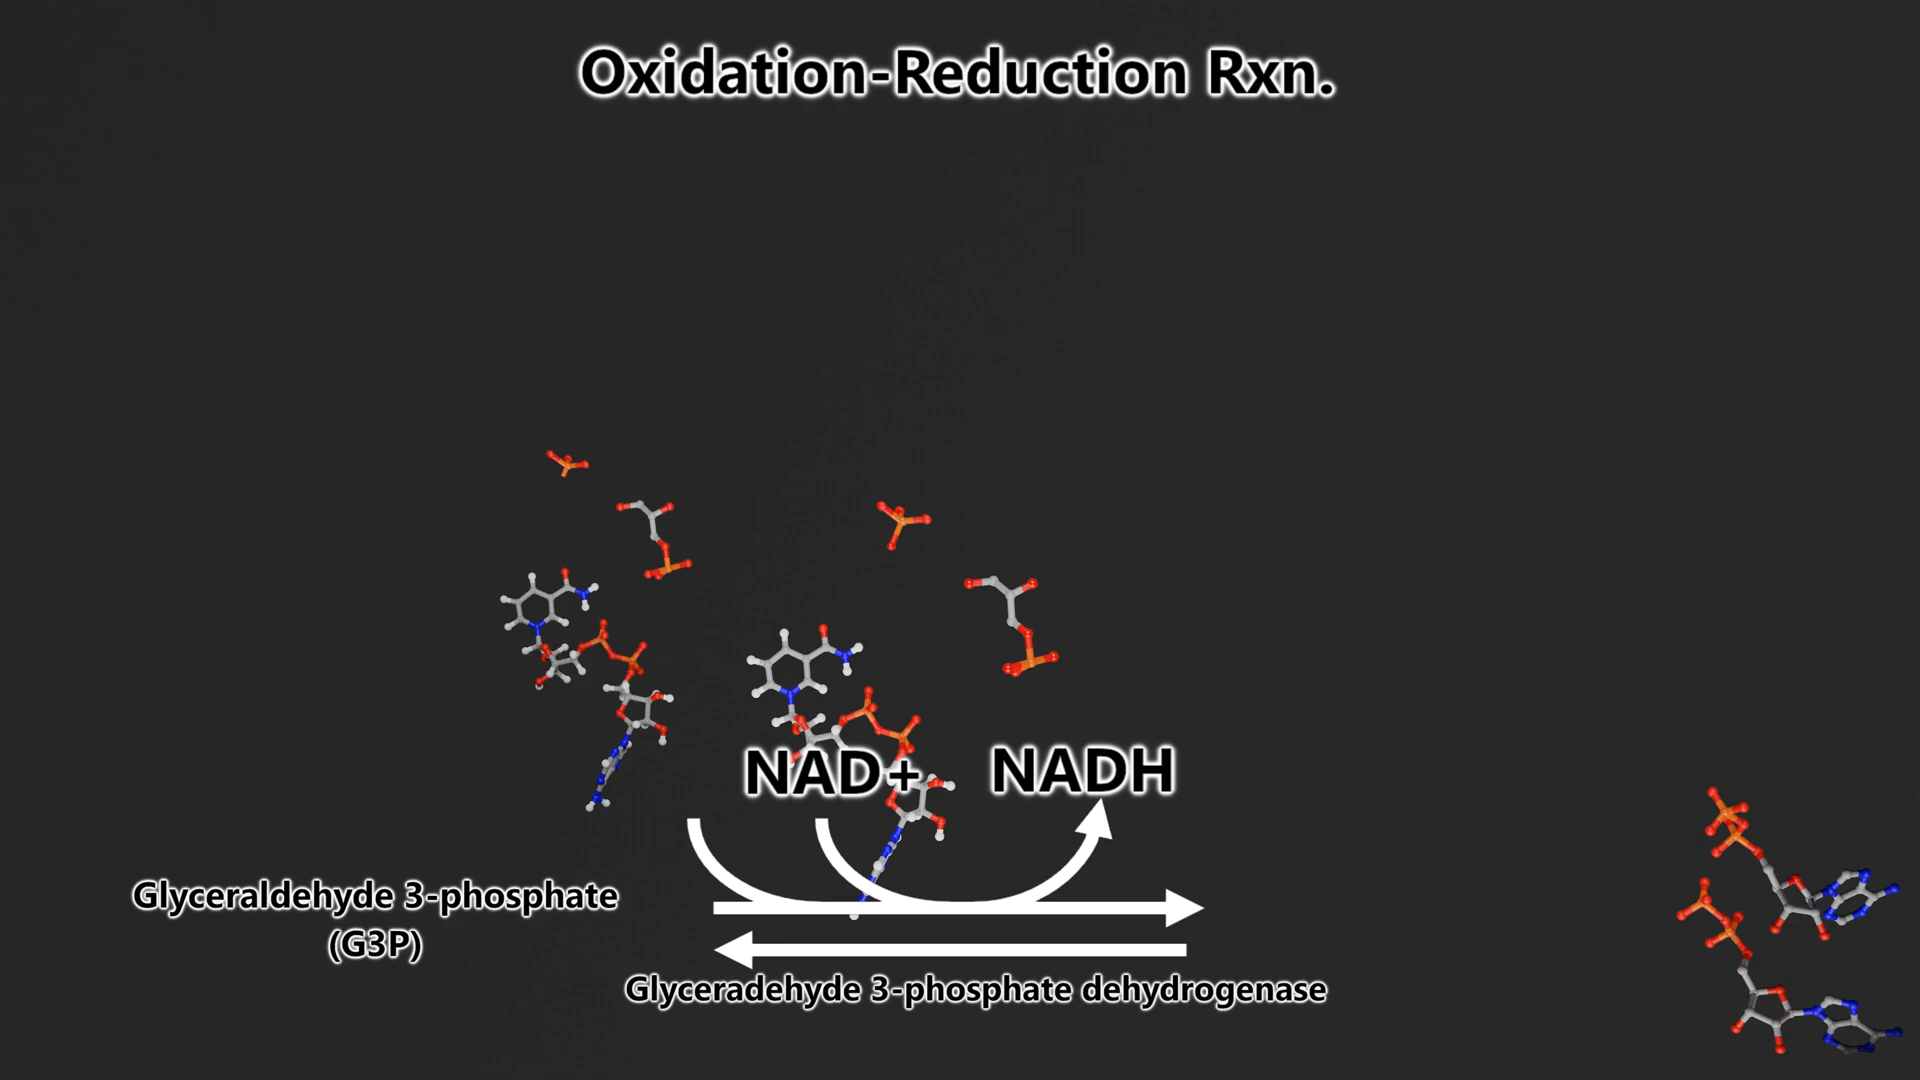 Oxidation-Reduction Rxn.
NAD+ NADH
Glyceraldehyde 3-phosphate
(G3P)
Glyceradehyde 3-phosphate dehydrogenase